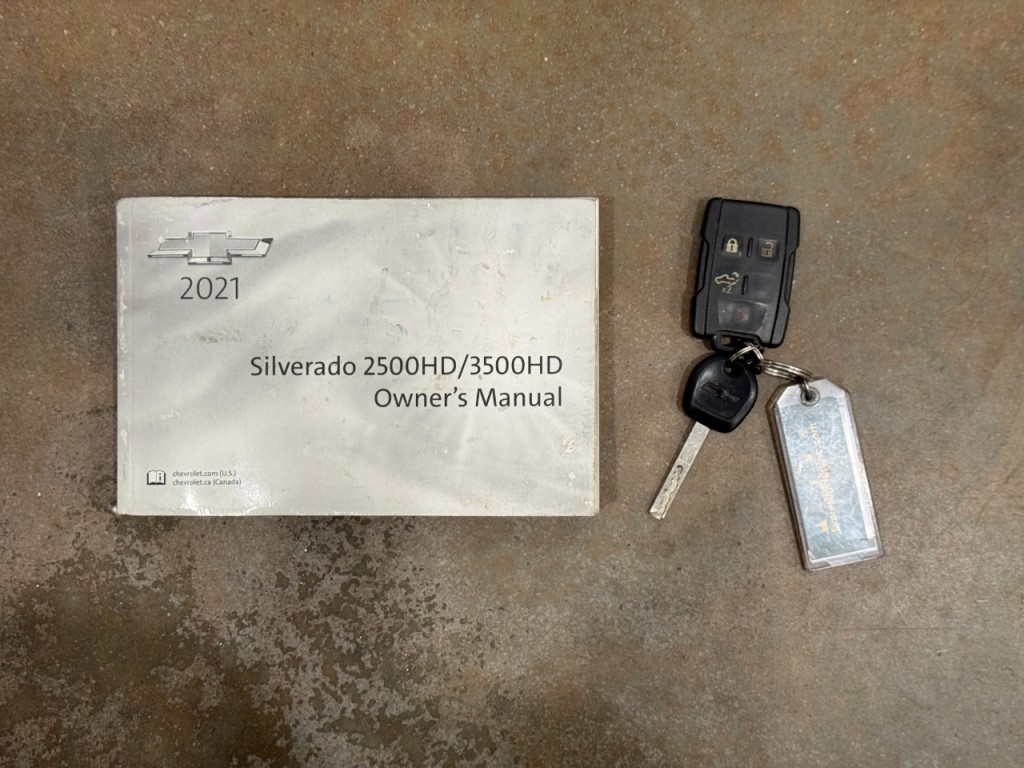 2021
Silverado 2500HD/3500HD
Owner's Manual
chevrolet.com (U.S.)
chevrolet.ca (Canada)